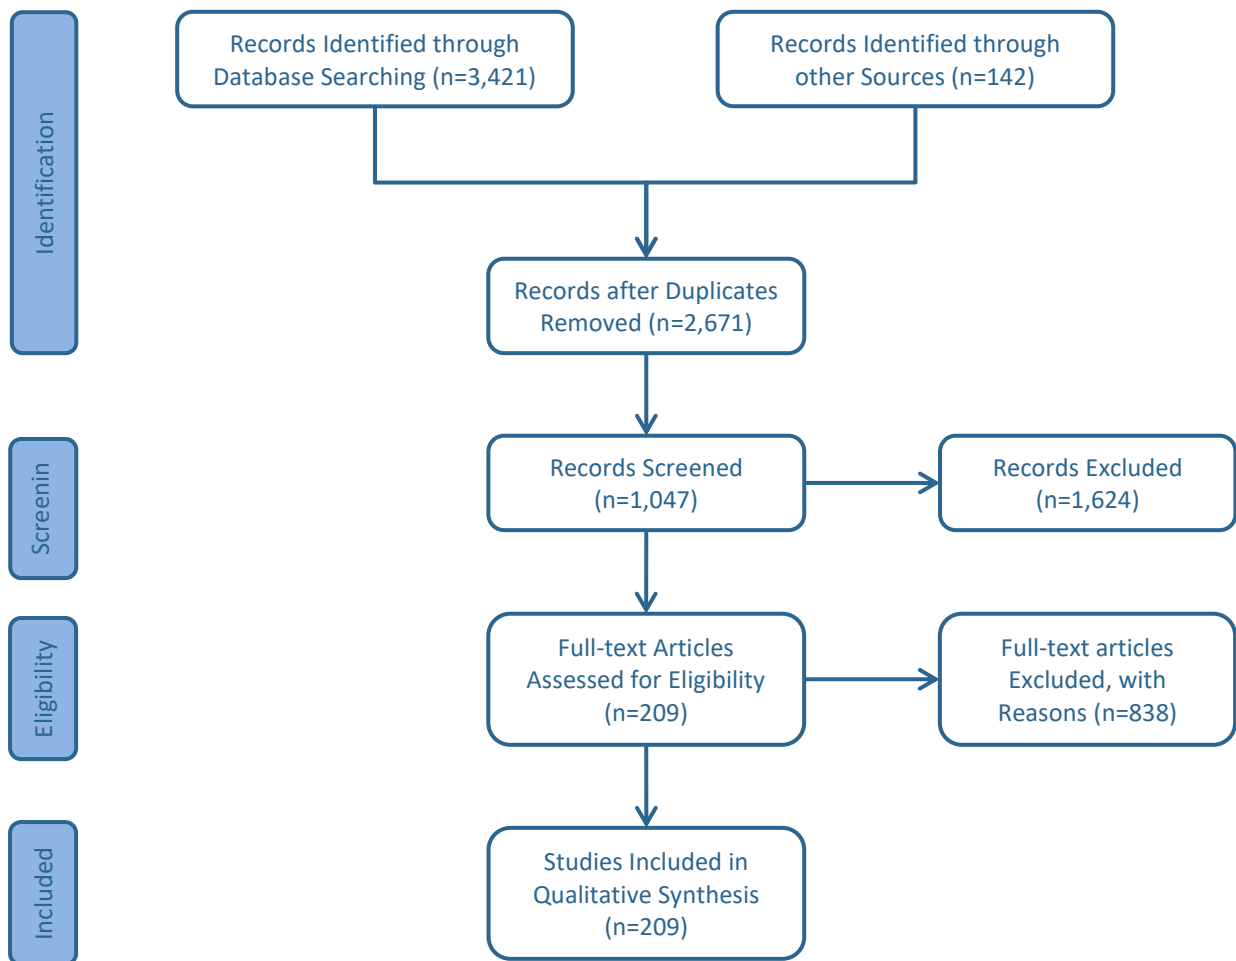 Identification
Records Identified through
Database Searching (n=3,421)
Records Identified through
other Sources (n=142)
Records after Duplicates
Removed (n=2,671)
Screenin
Records Screened
(n=1,047)
Records Excluded
(n=1,624)
Eligibility
Full-text Articles
Assessed for Eligibility
(n=209)
Full-text articles
Excluded, with
Reasons (n=838)
Included
Studies Included in
Qualitative Synthesis
(n=209)